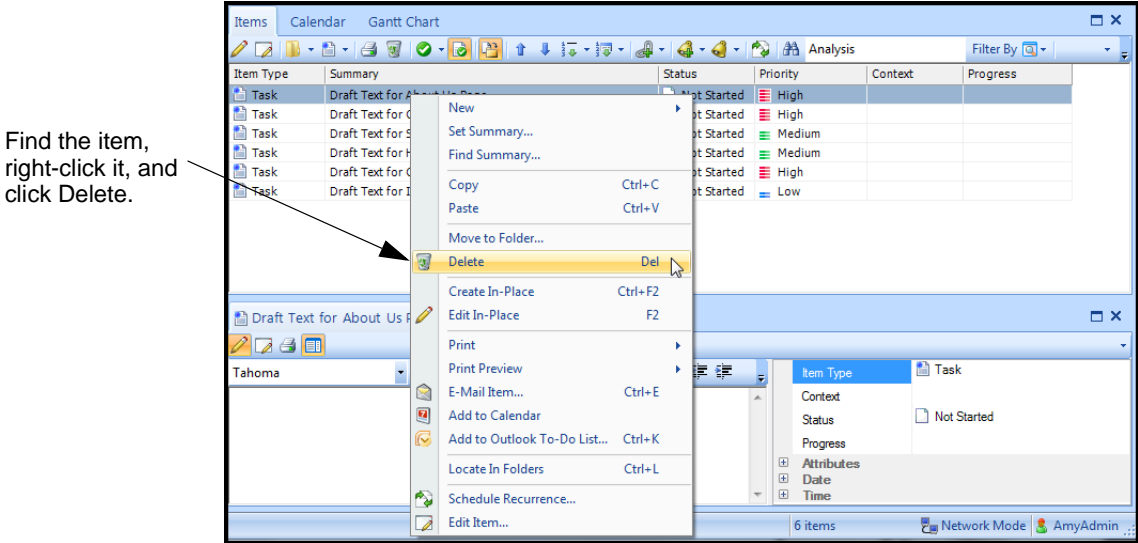 Find the item,
right-click it, and
click Delete.
Items Calendar Gantt Chart
Analysis Filter By
Item Type Summary Status Priority Context Progress
Task Draft Text for About Us Page Not Started High
Task Draft Text for Not Started High
Task Draft Text for Not Started Medium
Task Draft Text for Not Started Medium
Task Draft Text for Not Started High
Task Draft Text for Not Started Low
New
Set Summary...
Find Summary...
Copy Ctrl+C
Paste Ctrl+V
Move to Folder...
Delete Del
Create In-Place Ctrl+F2
Edit In-Place F2
Print
Print Preview
E-Mail Item... Ctrl+E
Add to Calendar
Add to Outlook To-Do List... Ctrl+K
Locate In Folders Ctrl+L
Schedule Recurrence...
Edit Item...
Draft Text for About Us
Tahoma
Item Type Task
Context
Status Not Started
Progress
Attributes
Date
Time
6 items Network Mode AmyAdmin